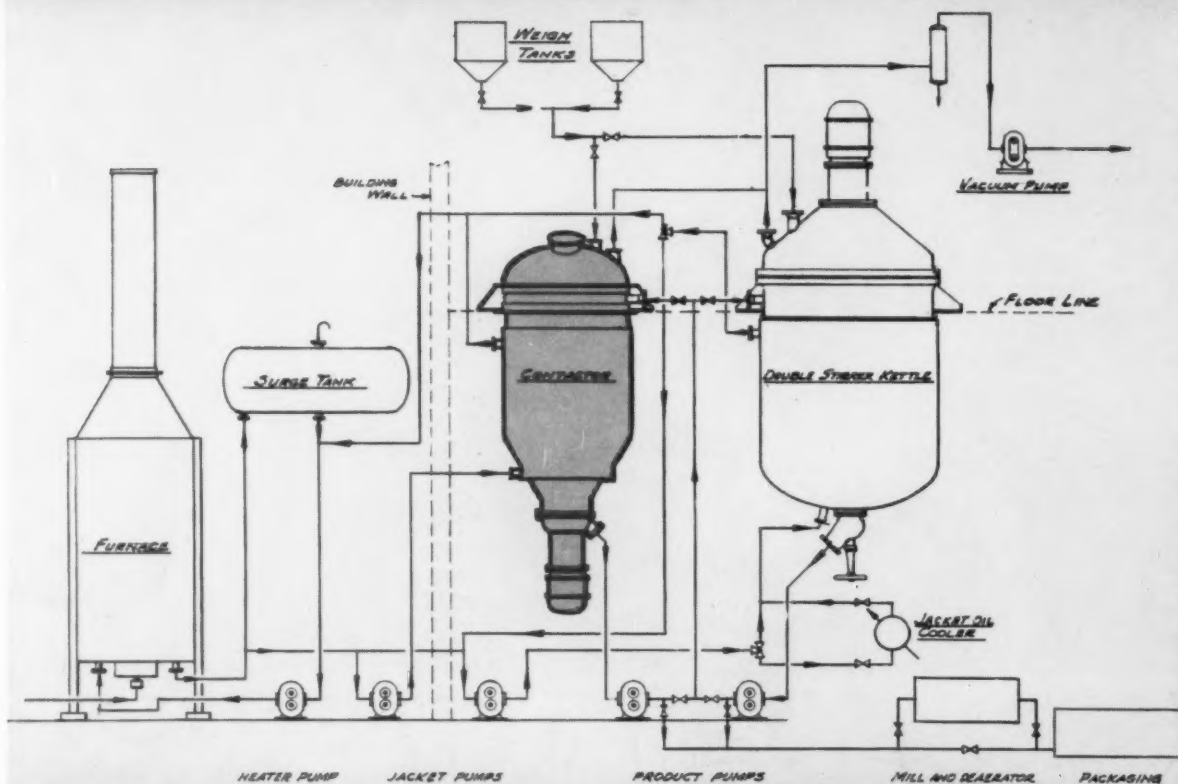 WEIGH
TANKS
BUILDING
WALL
VACUUM PUMP
FLOOR LINE
SURGE TANK
CONTACTOR
DOUBLE STIRRER KETTLE
FURNACE
JACKET OIL
COOLER
HEATER PUMP
JACKET PUMPS
PRODUCT PUMPS
MILL AND DEAERATOR
PACKAGING